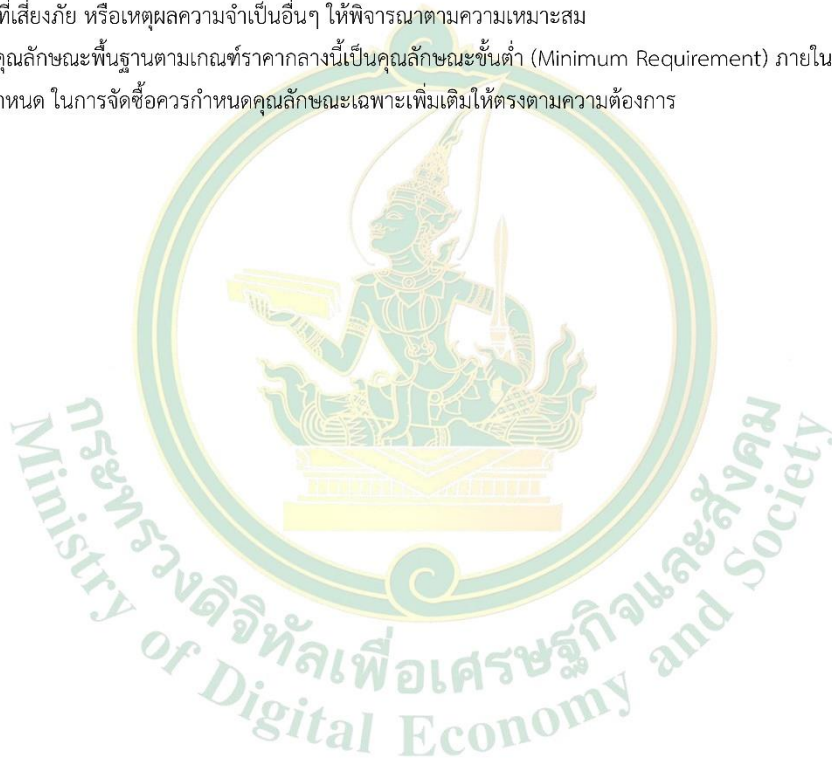 ที่เสี่ยงภัย หรือเหตุผลความจำเป็นอื่นๆ ให้พิจารณาตามความเหมาะสม
คุณลักษณะพื้นฐานตามเกณฑ์ราคากลางนี้เป็นคุณลักษณะขั้นต่ำ (Minimum Requirement) ภายใน
ำหนด ในการจัดซื้อควรกำหนดคุณลักษณะเฉพาะเพิ่มเติมให้ตรงตามความต้องการ
กระทรวงดิจิทัลเพื่อเศรษฐกิจและสังคม
Ministry of Digital Economy and Society